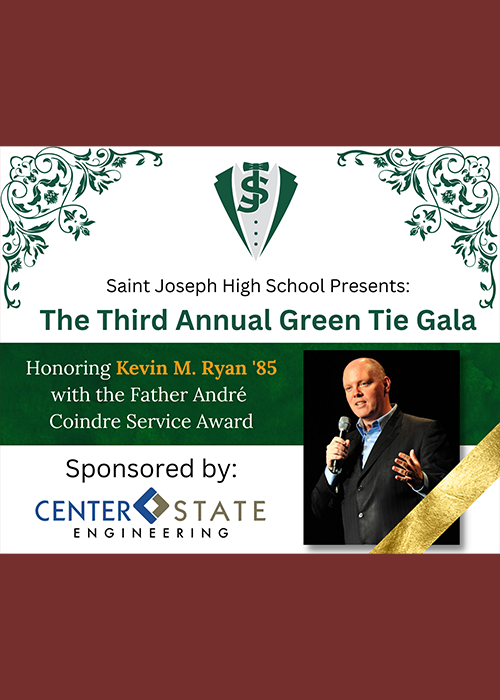 SJ
Saint Joseph High School Presents:
The Third Annual Green Tie Gala
Honoring Kevin M. Ryan '85
with the Father André
Coindre Service Award
Sponsored by:
CENTER STATE
ENGINEERING